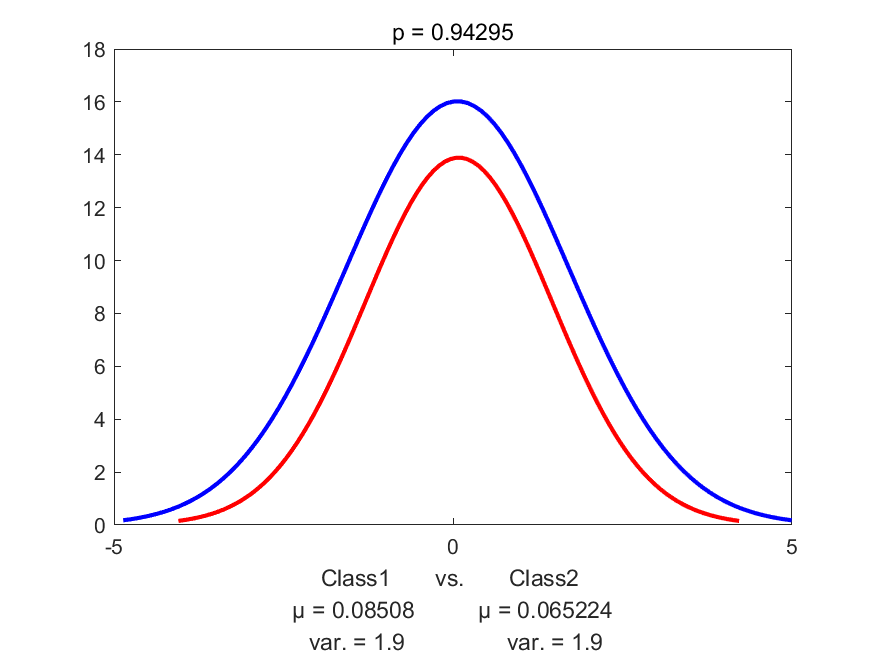 p = 0.94295
18
16
14
12
10
8
6
4
2
0
-5 0 5
Class1 vs. Class2
μ = 0.08508 μ = 0.065224
var. = 1.9 var. = 1.9